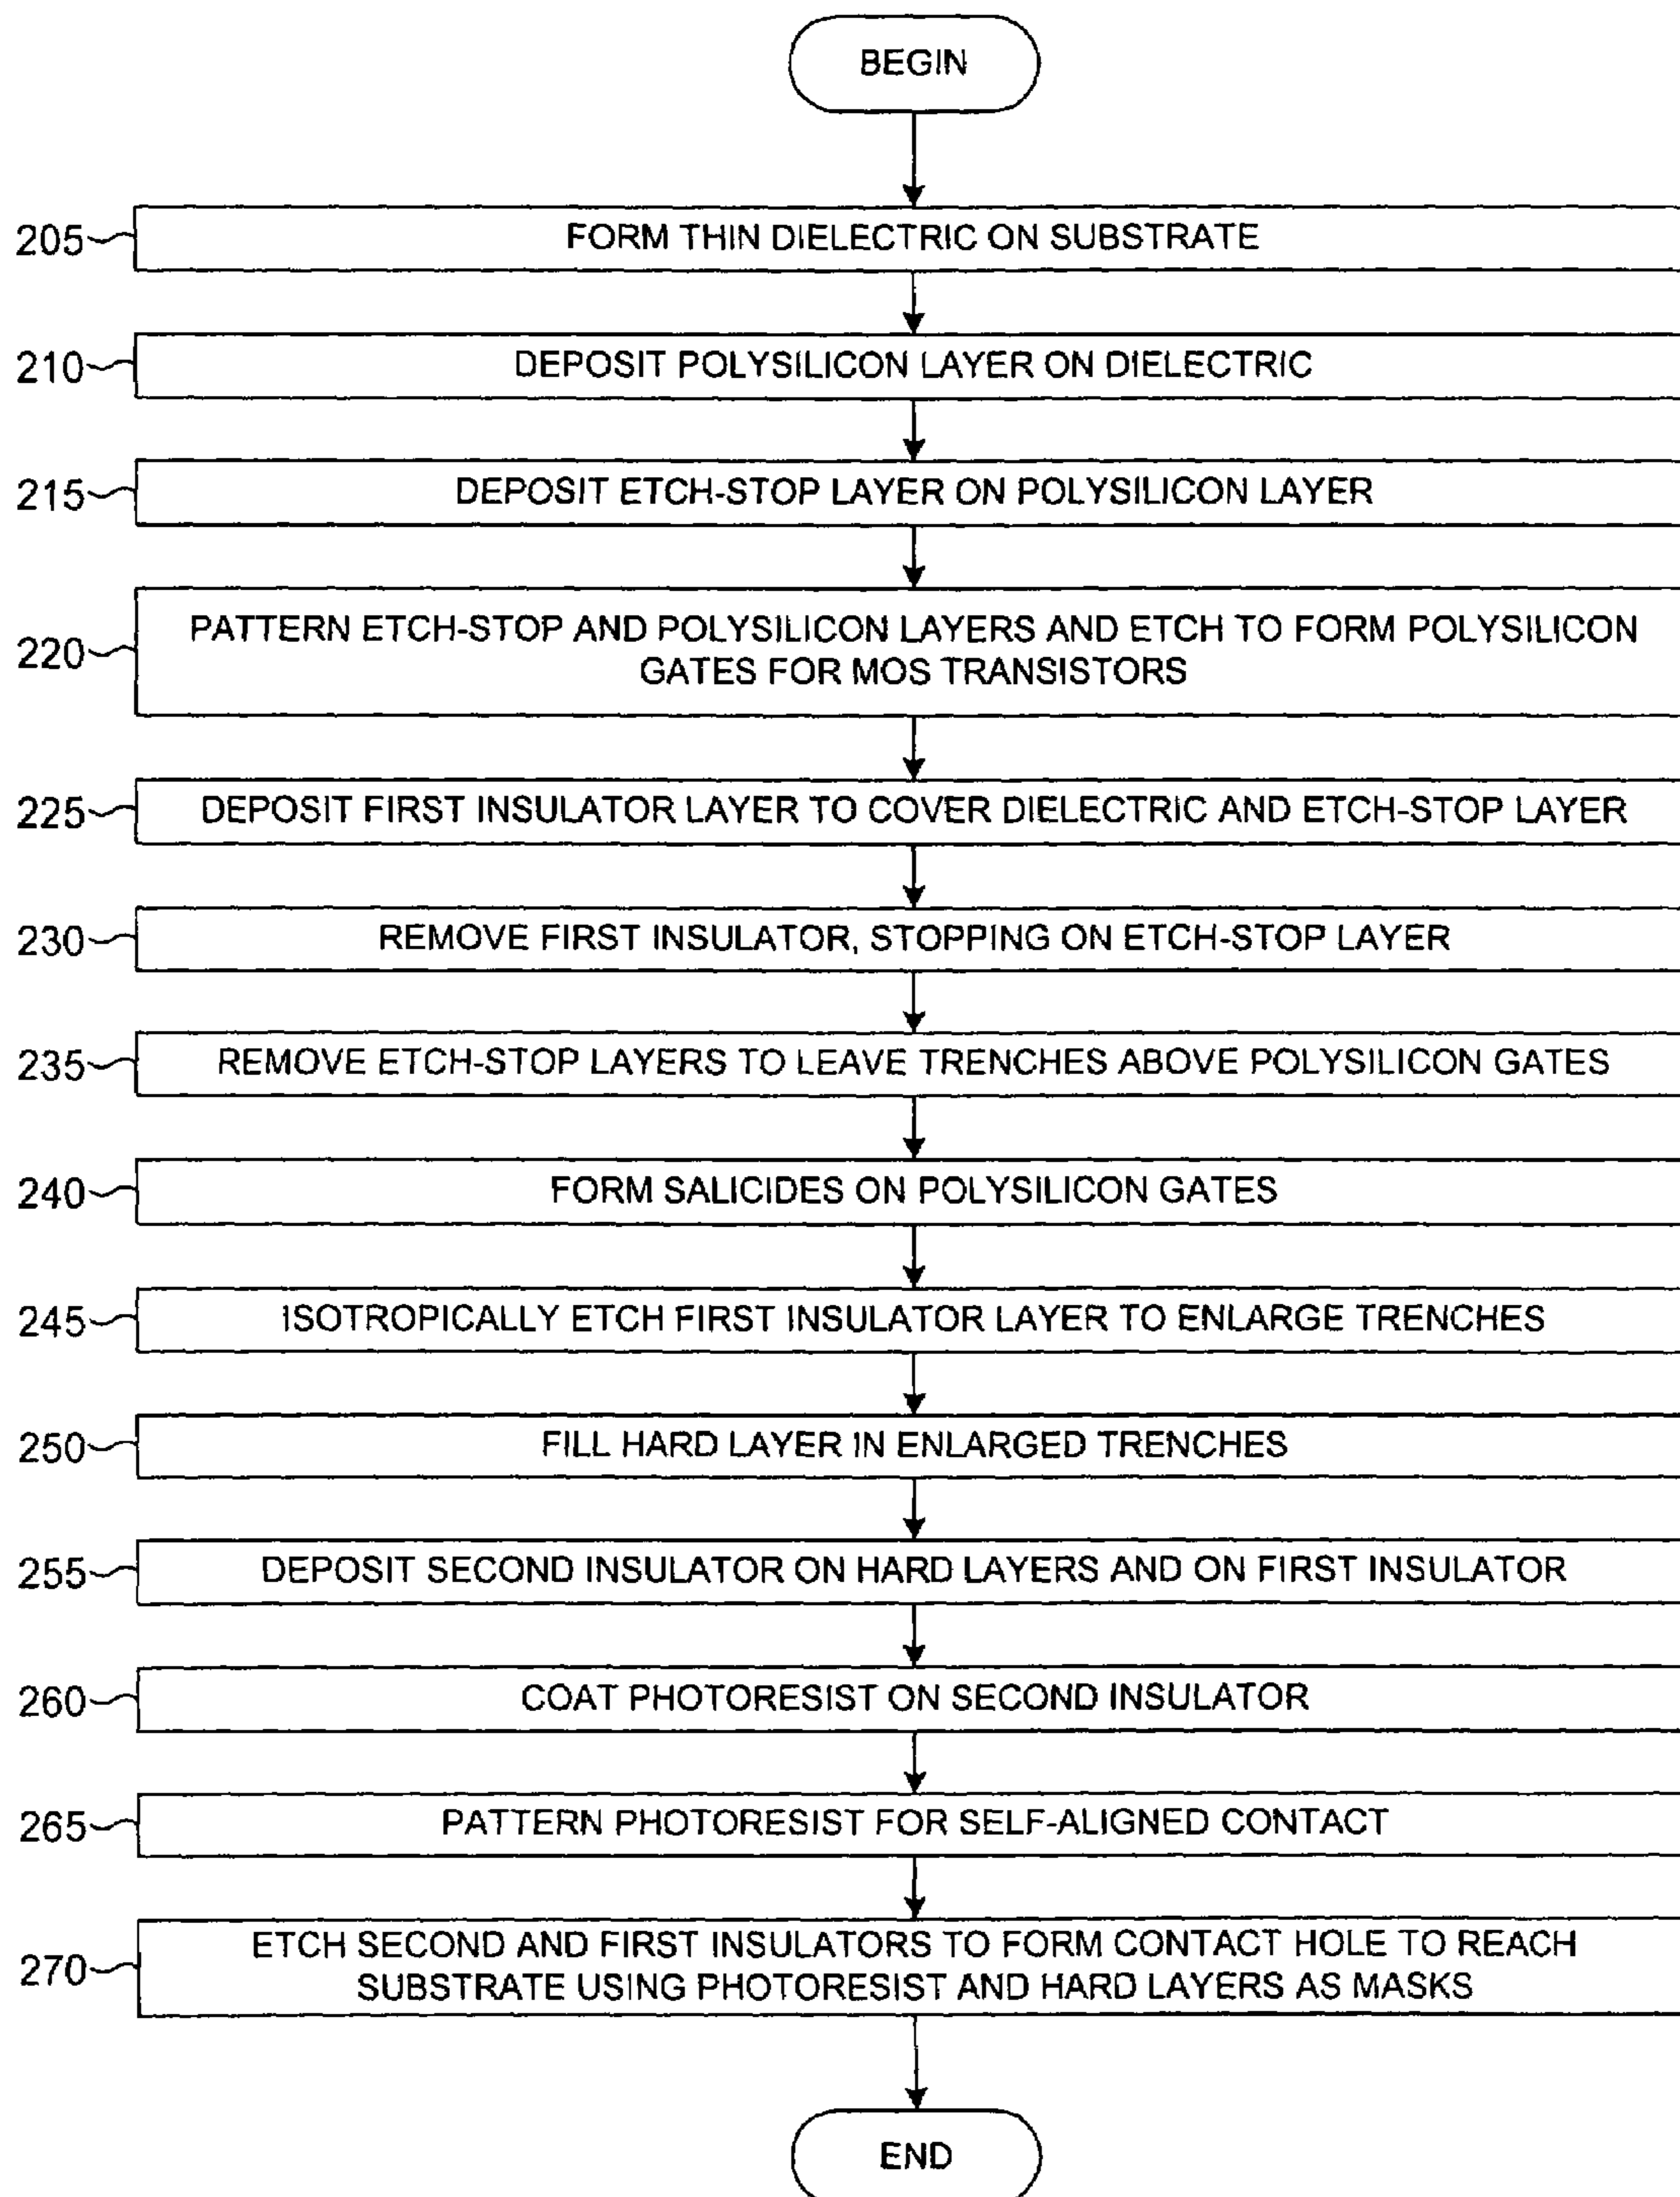 BEGIN
205
FORM THIN DIELECTRIC ON SUBSTRATE
210
DEPOSIT POLYSILICON LAYER ON DIELECTRIC
215
DEPOSIT ETCH-STOP LAYER ON POLYSILICON LAYER
220
PATTERN ETCH-STOP AND POLYSILICON LAYERS AND ETCH TO FORM POLYSILICON
GATES FOR MOS TRANSISTORS
225
DEPOSIT FIRST INSULATOR LAYER TO COVER DIELECTRIC AND ETCH-STOP LAYER
230
REMOVE FIRST INSULATOR, STOPPING ON ETCH-STOP LAYER
235
REMOVE ETCH-STOP LAYERS TO LEAVE TRENCHES ABOVE POLYSILICON GATES
240
FORM SALICIDES ON POLYSILICON GATES
245
ISOTROPICALLY ETCH FIRST INSULATOR LAYER TO ENLARGE TRENCHES
250
FILL HARD LAYER IN ENLARGED TRENCHES
255
DEPOSIT SECOND INSULATOR ON HARD LAYERS AND ON FIRST INSULATOR
260
COAT PHOTORESIST ON SECOND INSULATOR
265
PATTERN PHOTORESIST FOR SELF-ALIGNED CONTACT
270
ETCH SECOND AND FIRST INSULATORS TO FORM CONTACT HOLE TO REACH
SUBSTRATE USING PHOTORESIST AND HARD LAYERS AS MASKS
END